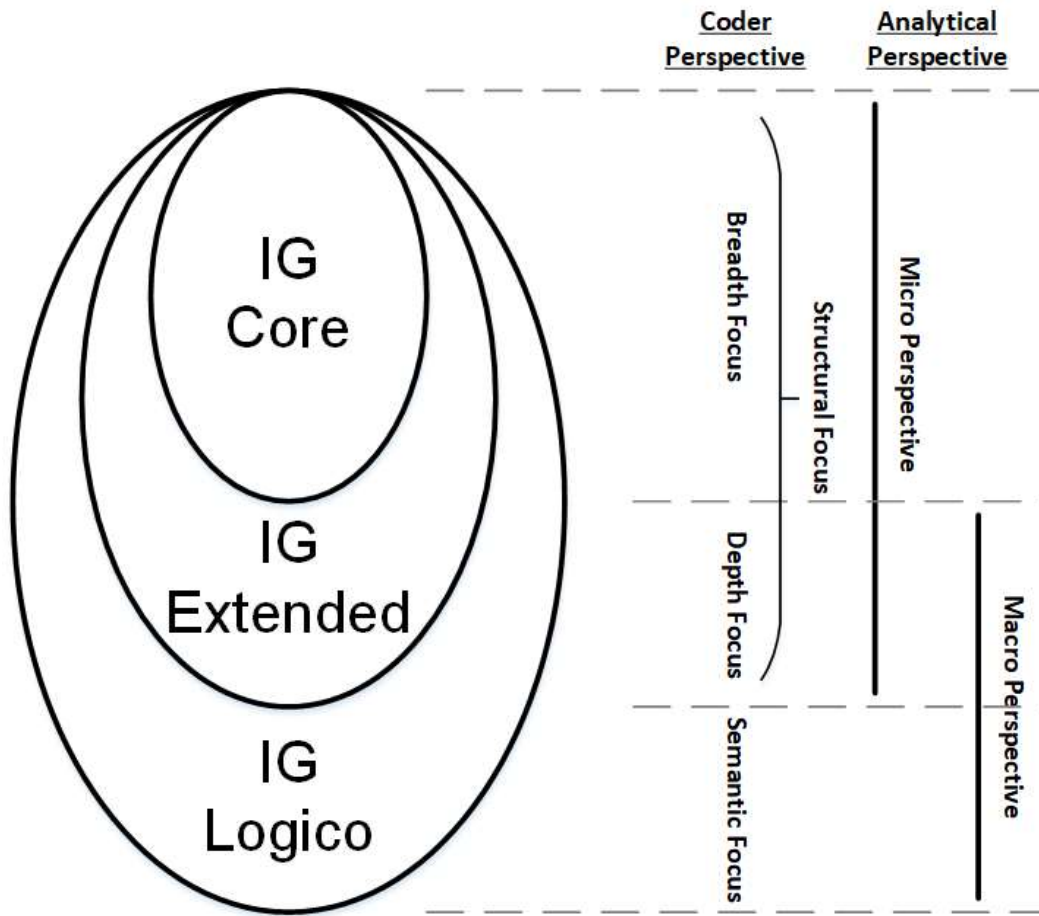 Coder
Perspective
Analytical
Perspective
IG
Core
IG
Extended
IG
Logico
Breadth Focus
Depth Focus
Semantic Focus
Structural Focus
Micro Perspective
Macro Perspective